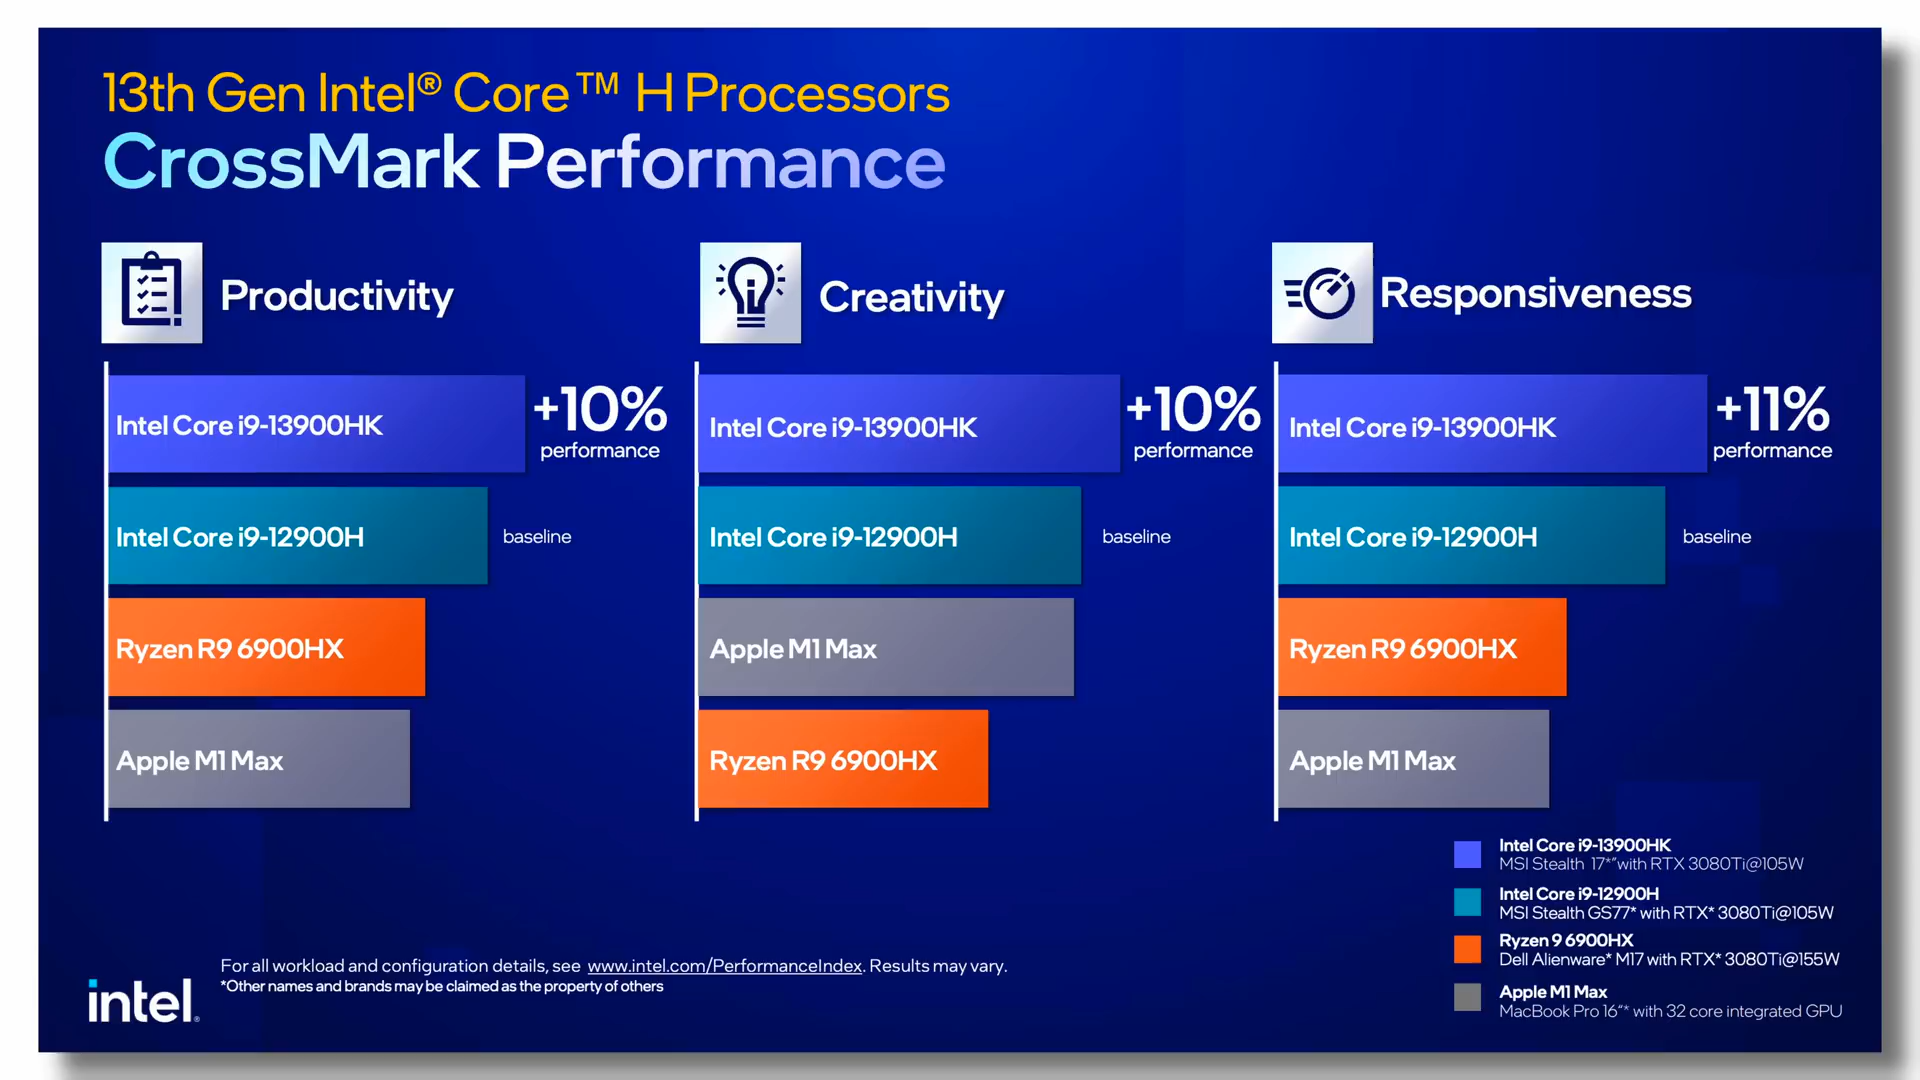 13th Gen Intel® Core™ H Processors
CrossMark Performance
Productivity
Intel Core i9-13900HK
+10%
performance
Intel Core i9-12900H
baseline
Ryzen R9 6900HX
Apple M1 Max
Creativity
Intel Core i9-13900HK
+10%
performance
Intel Core i9-12900H
baseline
Apple M1 Max
Ryzen R9 6900HX
Responsiveness
Intel Core i9-13900HK
+11%
performance
Intel Core i9-12900H
baseline
Ryzen R9 6900HX
Apple M1 Max
Intel Core i9-13900HK
MSI Stealth 17*"with RTX 3080Ti@105W
Intel Core i9-12900H
MSI Stealth GS77* with RTX* 3080Ti@105W
Ryzen 9 6900HX
Dell Alienware* M17 with RTX* 3080Ti@155W
Apple M1 Max
MacBook Pro 16"* with 32 core integrated GPU
For all workload and configuration details, see www.intel.com/PerformanceIndex. Results may vary.
*Other names and brands may be claimed as the property of others
intel®